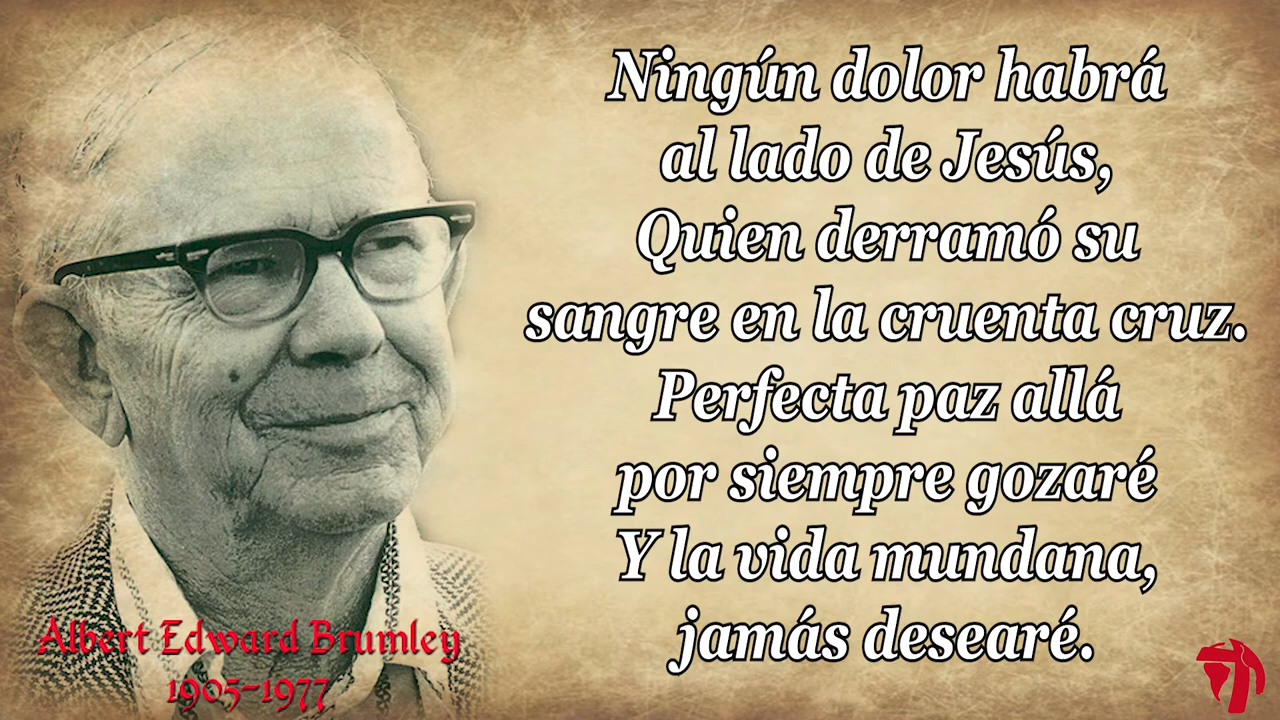 Ningún dolor habrá
al lado de Jesús,
Quien derramó su
sangre en la cruenta cruz.
Perfecta paz allá
por siempre gozaré
Y la vida mundana,
jamás desearé.
Albert Edward Brumley
1905-1977